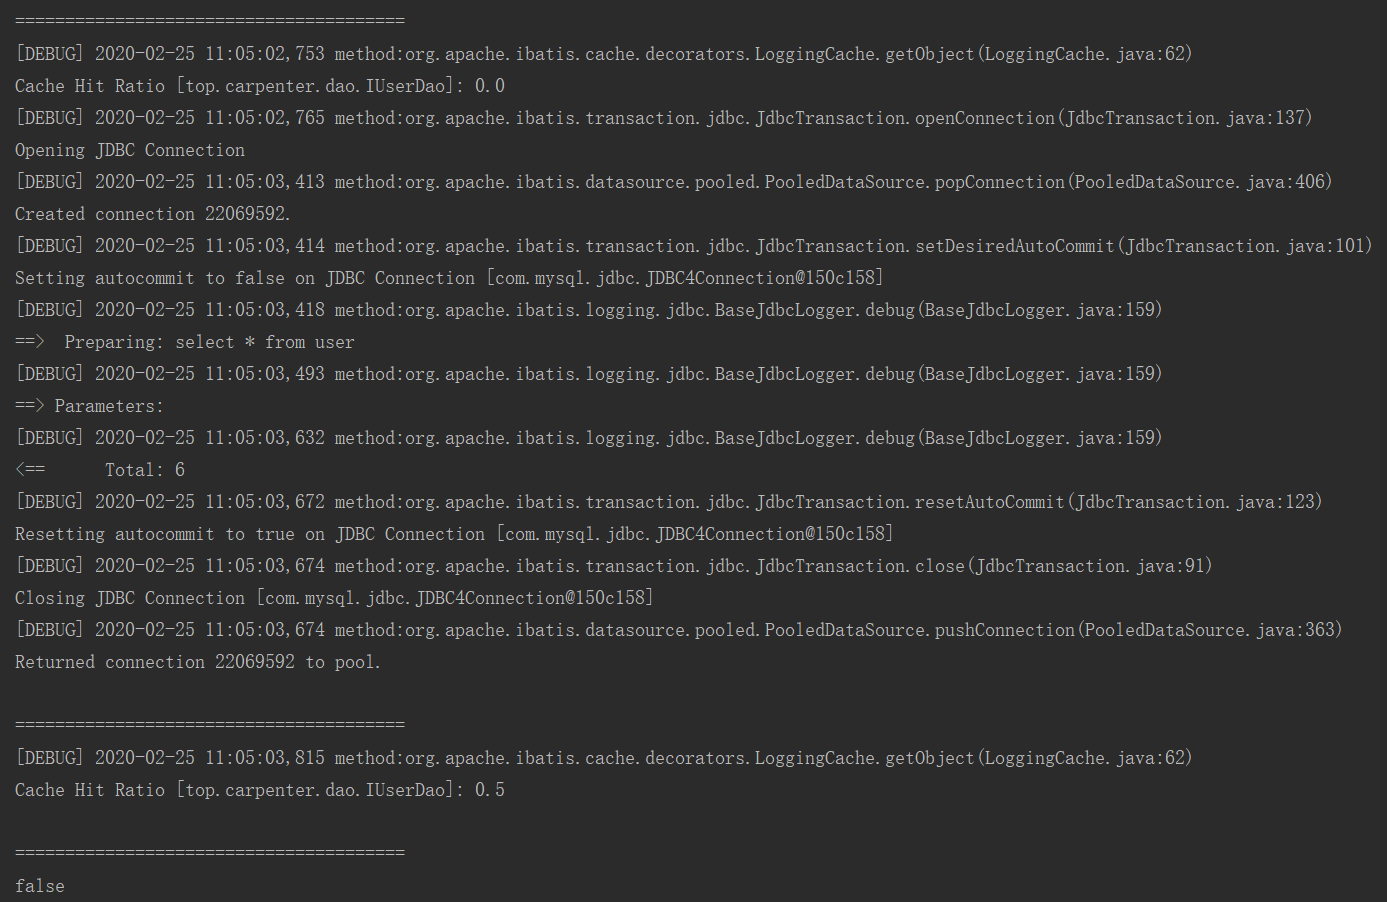 =======================================
[DEBUG] 2020-02-25 11:05:02,753 method:org.apache.ibatis.cache.decorators.LoggingCache.getObject(LoggingCache.java:62)
Cache Hit Ratio [top.carpenter.dao.IUserDao]: 0.0
[DEBUG] 2020-02-25 11:05:02,765 method:org.apache.ibatis.transaction.jdbc.JdbcTransaction.openConnection(JdbcTransaction.java:137)
Opening JDBC Connection
[DEBUG] 2020-02-25 11:05:03,413 method:org.apache.ibatis.datasource.pooled.PooledDataSource.popConnection(PooledDataSource.java:406)
Created connection 22069592.
[DEBUG] 2020-02-25 11:05:03,414 method:org.apache.ibatis.transaction.jdbc.JdbcTransaction.setDesiredAutoCommit(JdbcTransaction.java:101)
Setting autocommit to false on JDBC Connection [com.mysql.jdbc.JDBC4Connection@150c158]
[DEBUG] 2020-02-25 11:05:03,418 method:org.apache.ibatis.logging.jdbc.BaseJdbcLogger.debug(BaseJdbcLogger.java:159)
==>  Preparing: select * from user
[DEBUG] 2020-02-25 11:05:03,493 method:org.apache.ibatis.logging.jdbc.BaseJdbcLogger.debug(BaseJdbcLogger.java:159)
==> Parameters:
[DEBUG] 2020-02-25 11:05:03,632 method:org.apache.ibatis.logging.jdbc.BaseJdbcLogger.debug(BaseJdbcLogger.java:159)
<==      Total: 6
[DEBUG] 2020-02-25 11:05:03,672 method:org.apache.ibatis.transaction.jdbc.JdbcTransaction.resetAutoCommit(JdbcTransaction.java:123)
Resetting autocommit to true on JDBC Connection [com.mysql.jdbc.JDBC4Connection@150c158]
[DEBUG] 2020-02-25 11:05:03,674 method:org.apache.ibatis.transaction.jdbc.JdbcTransaction.close(JdbcTransaction.java:91)
Closing JDBC Connection [com.mysql.jdbc.JDBC4Connection@150c158]
[DEBUG] 2020-02-25 11:05:03,674 method:org.apache.ibatis.datasource.pooled.PooledDataSource.pushConnection(PooledDataSource.java:363)
Returned connection 22069592 to pool.
=======================================
[DEBUG] 2020-02-25 11:05:03,815 method:org.apache.ibatis.cache.decorators.LoggingCache.getObject(LoggingCache.java:62)
Cache Hit Ratio [top.carpenter.dao.IUserDao]: 0.5
=======================================
false